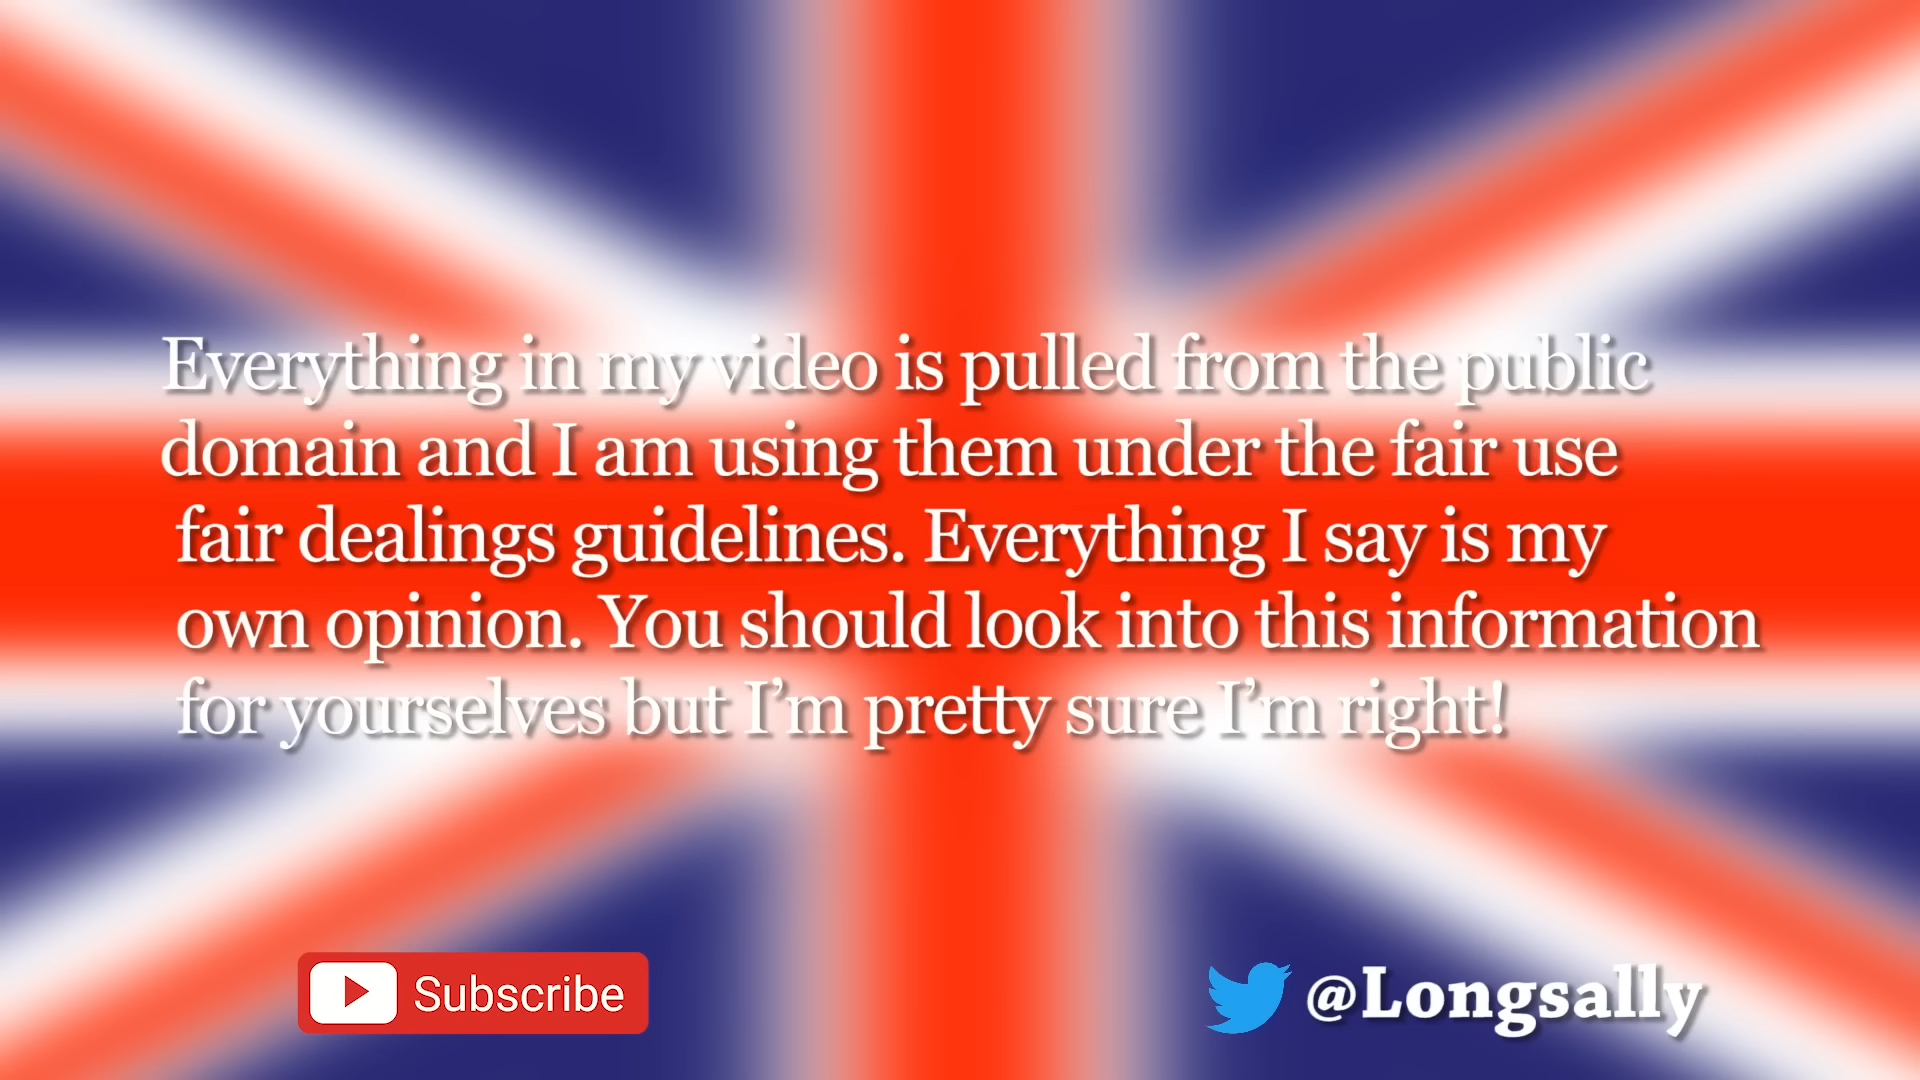 Everything in my video is pulled from the public
domain and I am using them under the fair use
fair dealings guidelines. Everything I say is my
own opinion. You should look into this information
for yourselves but I’m pretty sure I’m right!
Subscribe
@Longsally